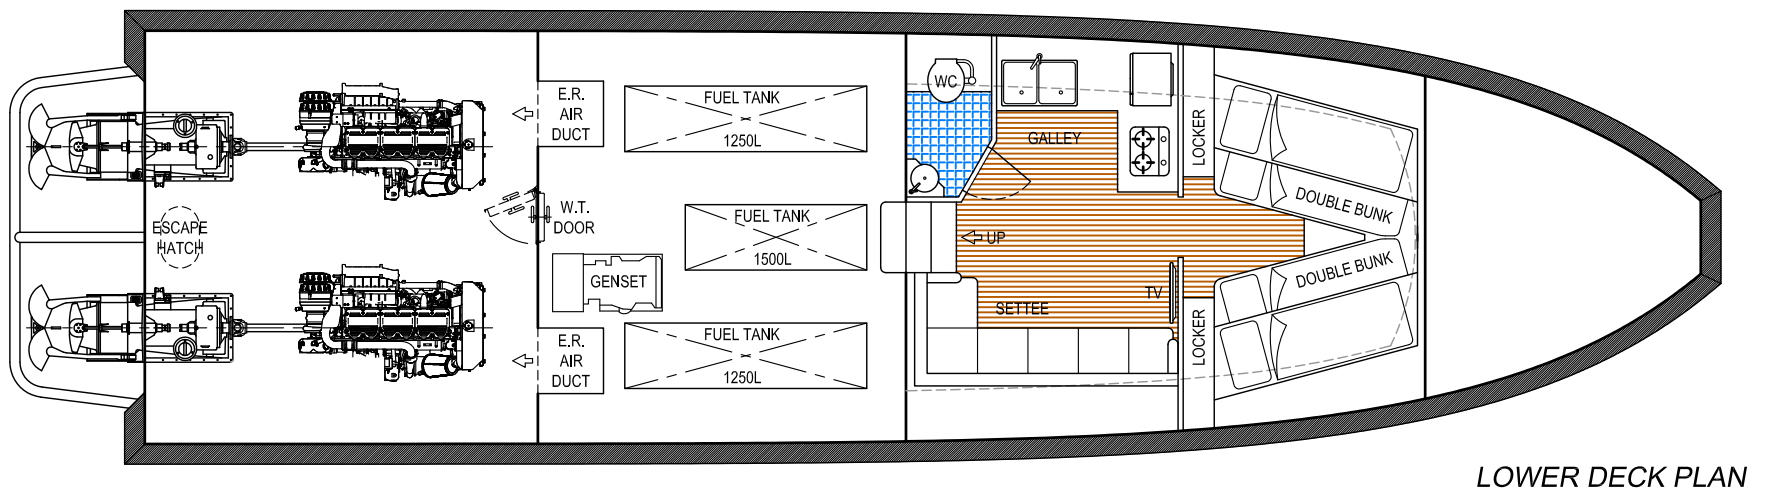 ESCAPE
HATCH
E.R.
AIR
DUCT
W.T.
DOOR
GENSET
E.R.
AIR
DUCT
FUEL TANK
1250L
FUEL TANK
1500L
FUEL TANK
1250L
WC
GALLEY
UP
SETTEE
TV
LOCKER
LOCKER
DOUBLE BUNK
DOUBLE BUNK
LOWER DECK PLAN